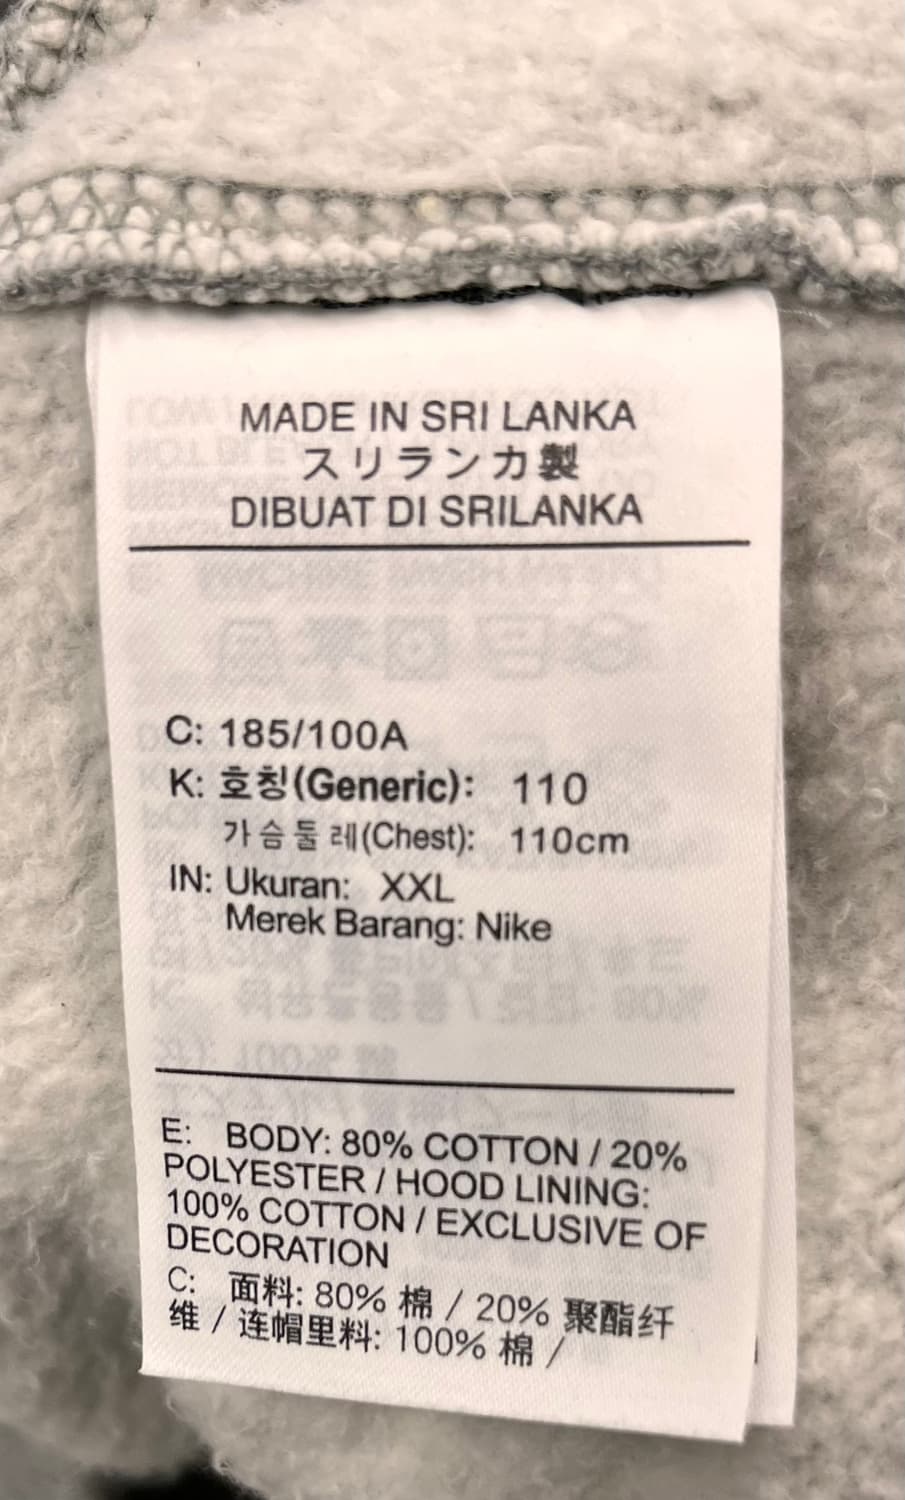 MADE IN SRI LANKA
スリランカ製
DIBUAT DI SRILANKA
C: 185/100A
K: 호칭(Generic): 110
가슴둘레(Chest): 110cm
IN: Ukuran: XXL
Merek Barang: Nike
E: BODY: 80% COTTON / 20%
POLYESTER / HOOD LINING:
100% COTTON / EXCLUSIVE OF
DECORATION
C: 面料: 80% 棉 / 20% 聚酯纤
维 / 连帽里料: 100% 棉 /